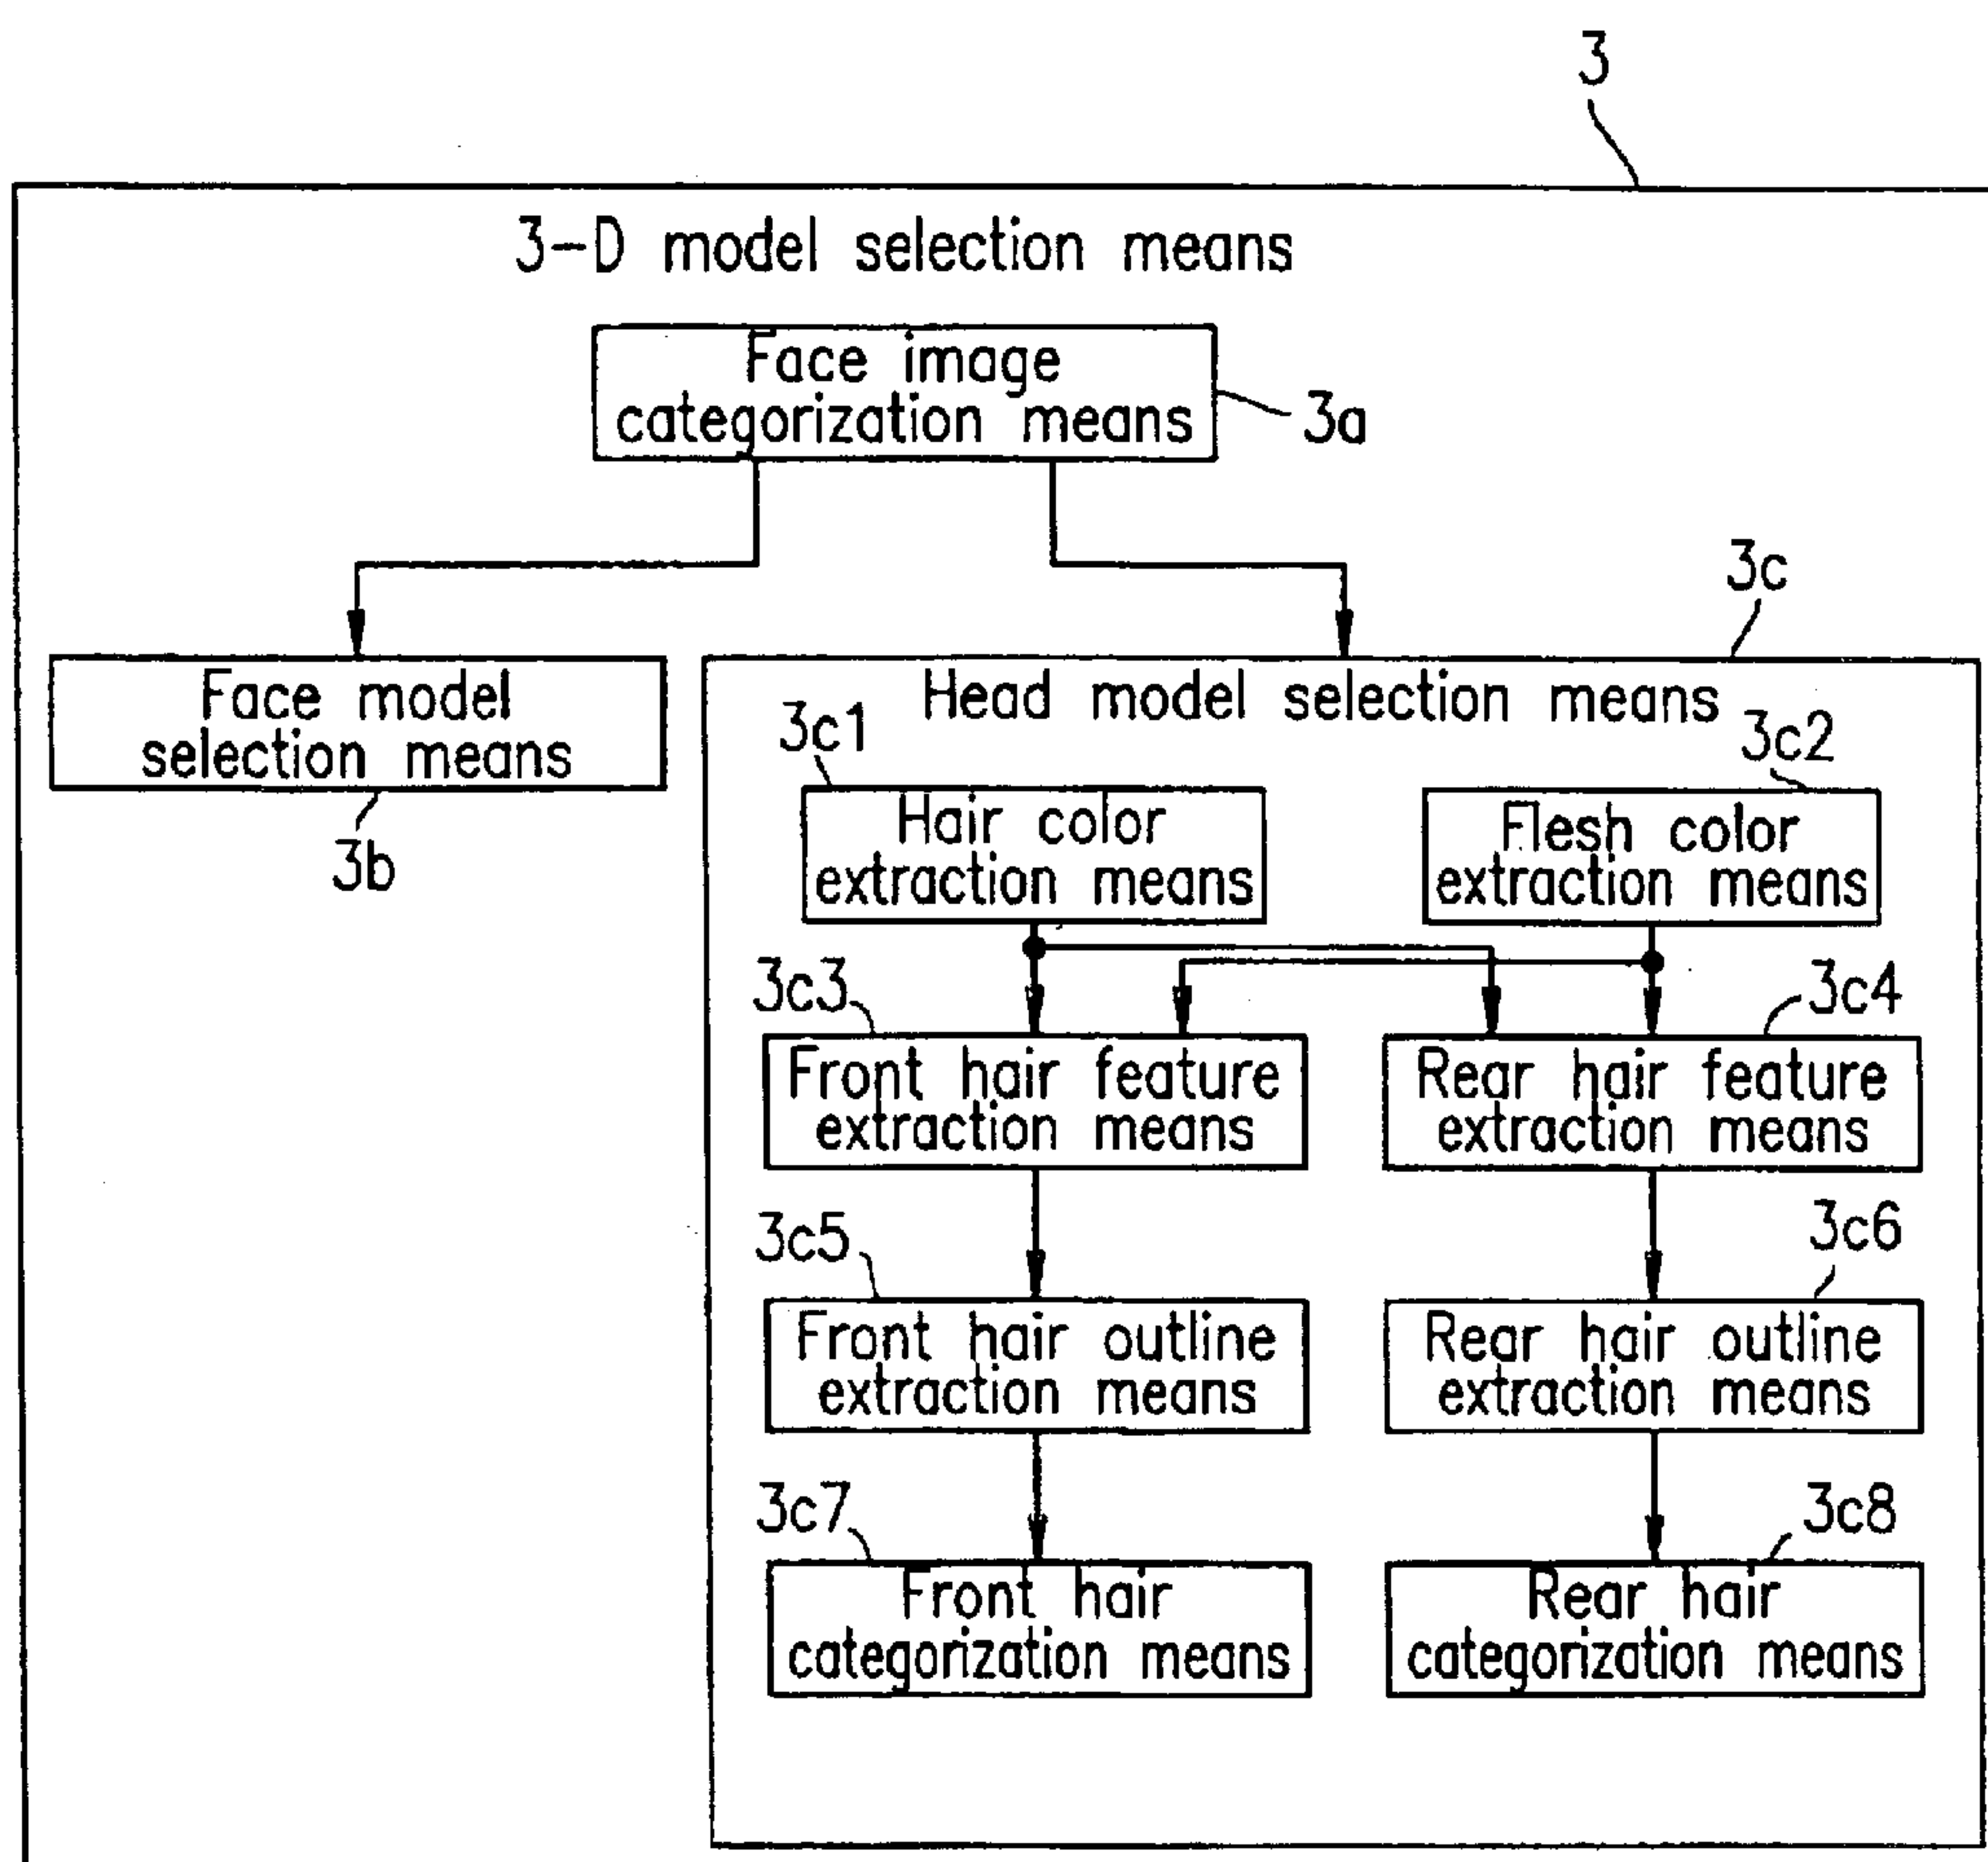 3
3-D model selection means
Face image
categorization means
3a
3c
Face model
selection means
3b
Head model selection means
3c1
3c2
Hair color
extraction means
Flesh color
extraction means
3c3
3c4
Front hair feature
extraction means
Rear hair feature
extraction means
3c5
3c6
Front hair outline
extraction means
Rear hair outline
extraction means
3c7
3c8
Front hair
categorization means
Rear hair
categorization means